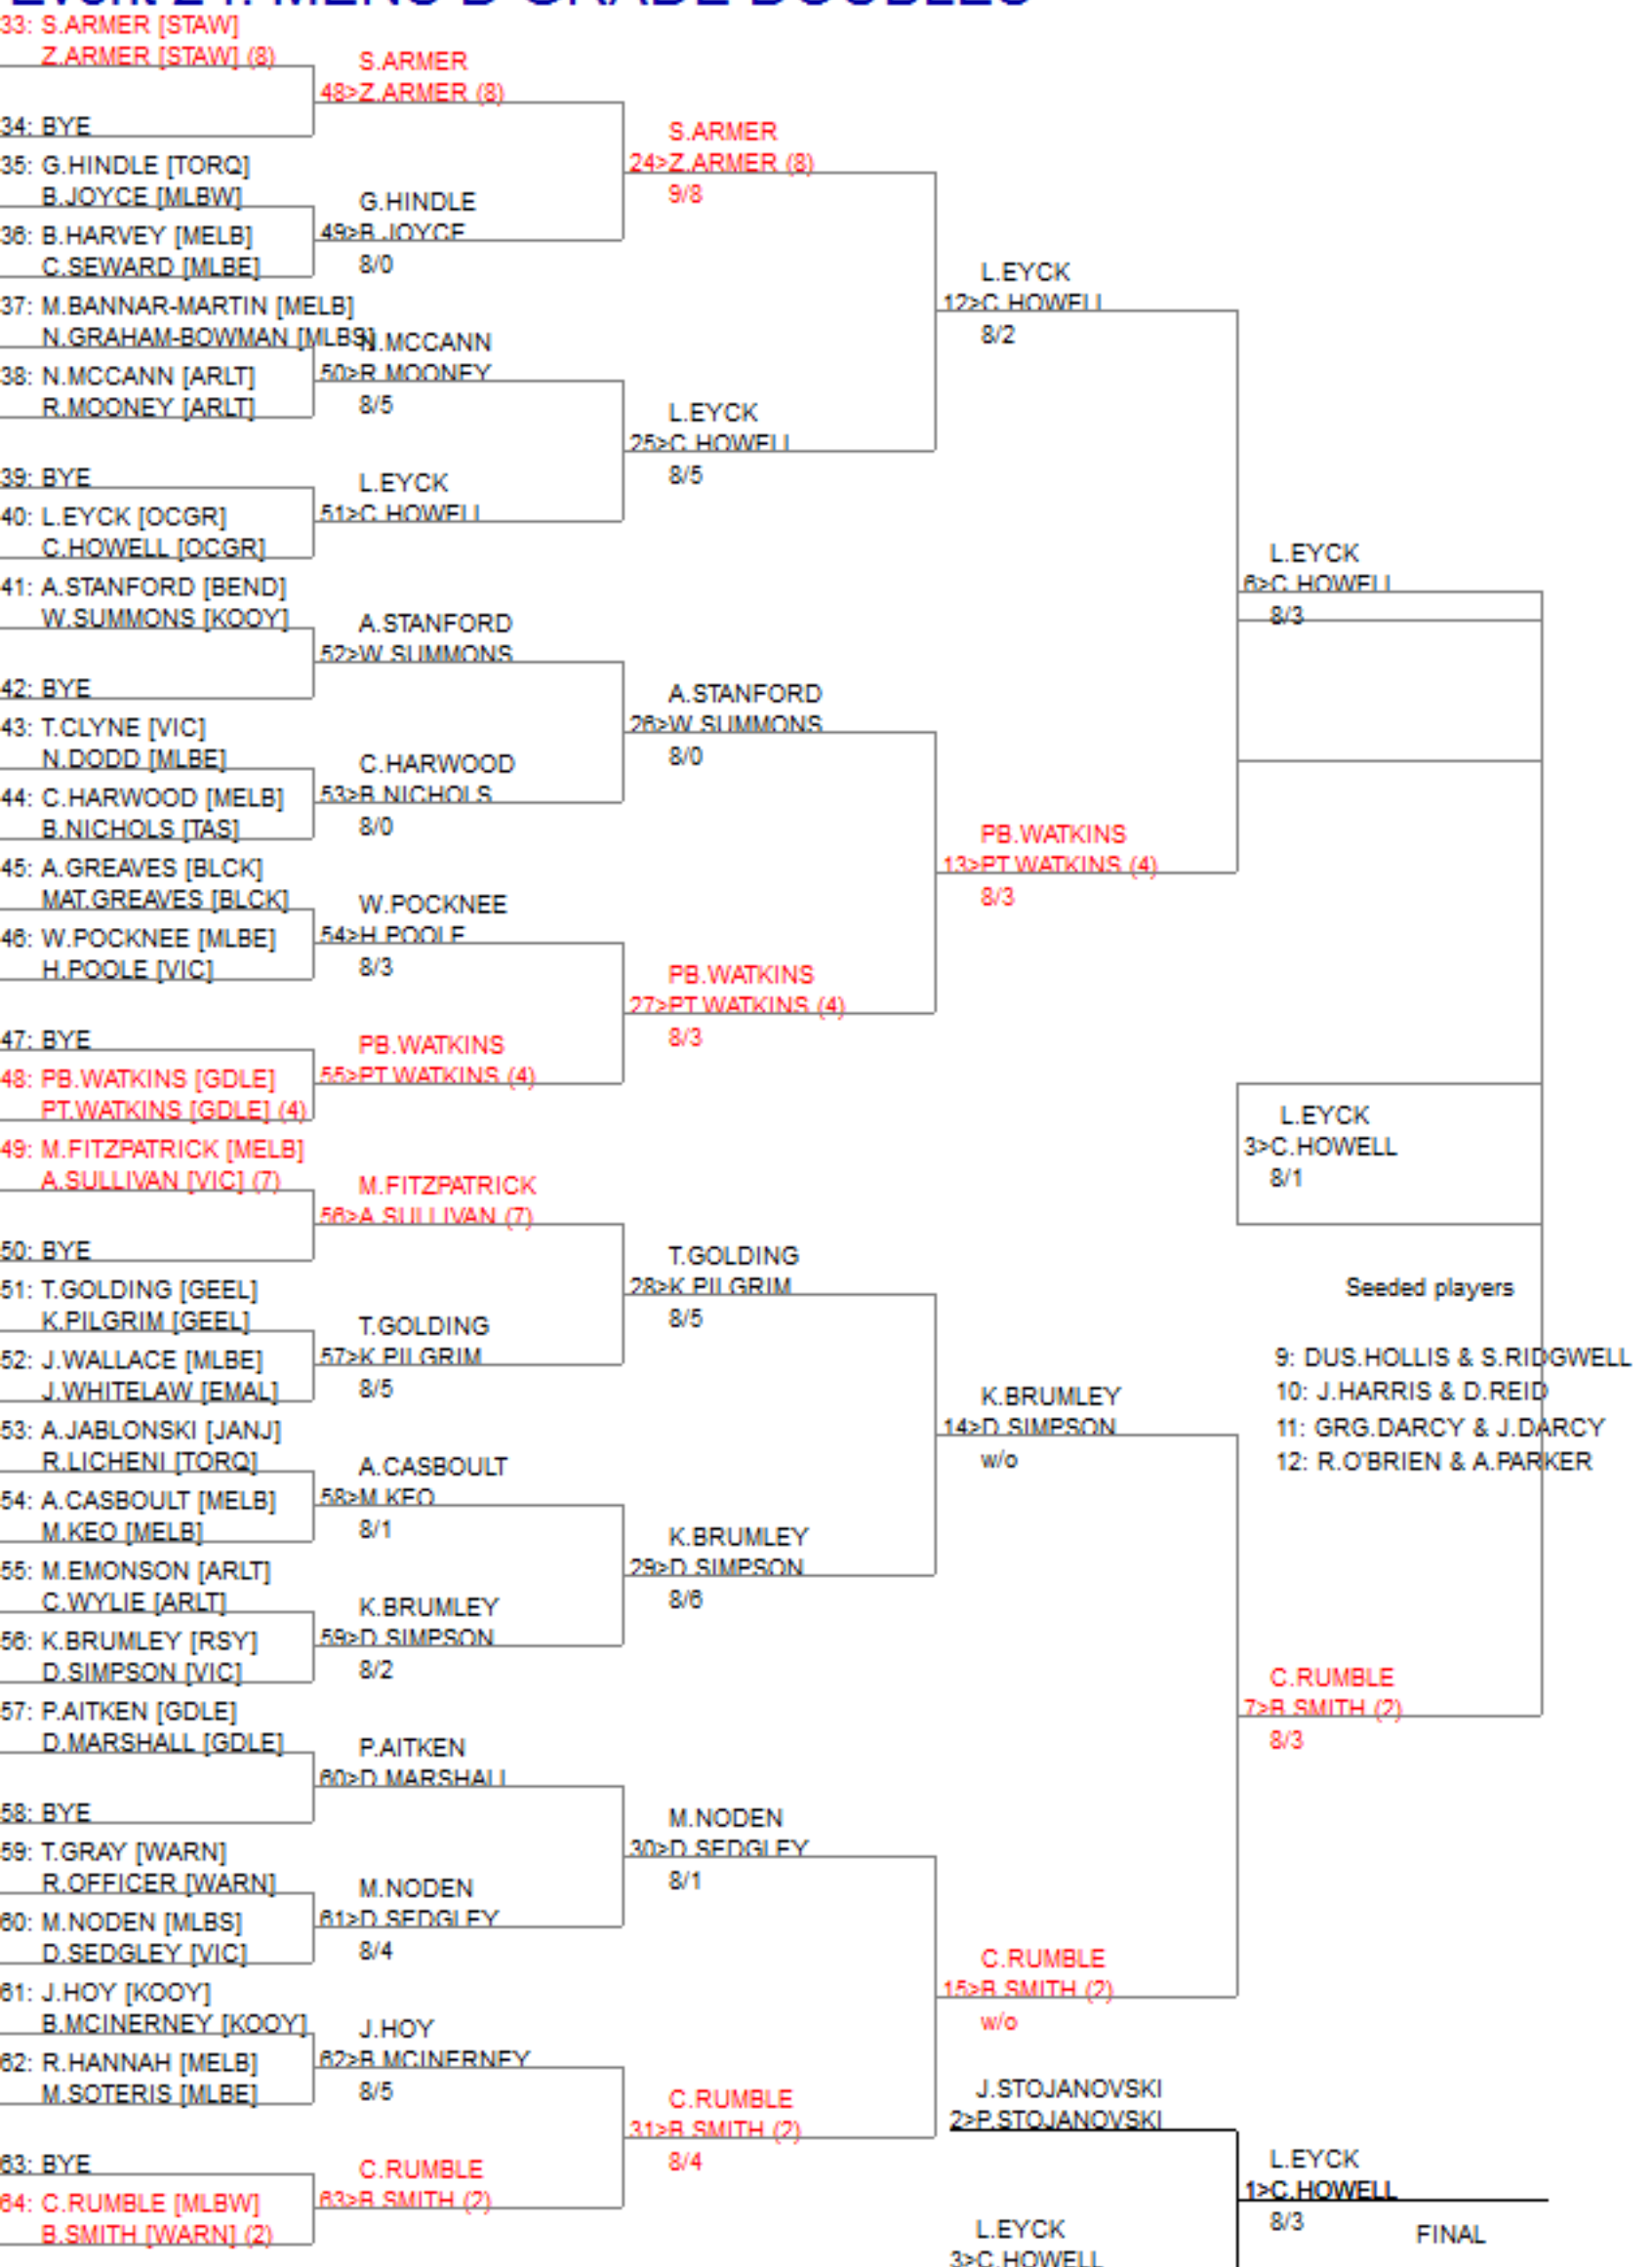 Event 24: MENS D GRADE DOUBLES
33: S.ARMER [STAW]
Z.ARMER [STAW] (8)
34: BYE
35: G.HINDLE [TORQ]
B.JOYCE [MLBW]
36: B.HARVEY [MELB]
C.SEWARD [MLBE]
37: M.BANNAR-MARTIN [MELB]
N.GRAHAM-BOWMAN [MLBS]
38: N.MCCANN [ARLT]
R.MOONEY [ARLT]
39: BYE
40: L.EYCK [OCGR]
C.HOWELL [OCGR]
41: A.STANFORD [BEND]
W.SUMMONS [KOOY]
42: BYE
43: T.CLYNE [VIC]
N.DODD [MLBE]
44: C.HARWOOD [MELB]
B.NICHOLS [TAS]
45: A.GREAVES [BLCK]
MAT.GREAVES [BLCK]
46: W.POCKNEE [MLBE]
H.POOLE [VIC]
47: BYE
48: PB.WATKINS [GDLE]
PT.WATKINS [GDLE] (4)
49: M.FITZPATRICK [MELB]
A.SULLIVAN [VIC] (7)
50: BYE
51: T.GOLDING [GEEL]
K.PILGRIM [GEEL]
52: J.WALLACE [MLBE]
J.WHITELAW [EMAL]
53: A.JABLONSKI [JANJ]
R.LICHENI [TORQ]
54: A.CASBOULT [MELB]
M.KEO [MELB]
55: M.EMONSON [ARLT]
C.WYLIE [ARLT]
56: K.BRUMLEY [RSY]
D.SIMPSON [VIC]
57: P.AITKEN [GDLE]
D.MARSHALL [GDLE]
58: BYE
59: T.GRAY [WARN]
R.OFFICER [WARN]
60: M.NODEN [MLBS]
D.SEDGLEY [VIC]
61: J.HOY [KOOY]
B.MCINERNEY [KOOY]
62: R.HANNAH [MELB]
M.SOTERIS [MLBE]
63: BYE
64: C.RUMBLE [MLBW]
B.SMITH [WARN] (2)
S.ARMER
48>Z.ARMER (8)
G.HINDLE
49>B.JOYCE
8/0
N.MCCANN
50>R.MOONEY
8/5
L.EYCK
51>C.HOWELL
A.STANFORD
52>W.SUMMONS
C.HARWOOD
53>B.NICHOLS
8/0
W.POCKNEE
54>H.POOLE
8/3
PB.WATKINS
55>PT.WATKINS (4)
M.FITZPATRICK
56>A.SULLIVAN (7)
T.GOLDING
57>K.PILGRIM
8/5
A.CASBOULT
58>M.KEO
8/1
K.BRUMLEY
59>D.SIMPSON
8/2
P.AITKEN
60>D.MARSHALL
M.NODEN
61>D.SEDGLEY
8/4
J.HOY
62>B.MCINERNEY
8/5
C.RUMBLE
63>B.SMITH (2)
S.ARMER
24>Z.ARMER (8)
9/8
L.EYCK
25>C.HOWELL
8/5
A.STANFORD
26>W.SUMMONS
8/0
PB.WATKINS
27>PT.WATKINS (4)
8/3
T.GOLDING
28>K.PILGRIM
8/5
K.BRUMLEY
29>D.SIMPSON
8/6
M.NODEN
30>D.SEDGLEY
8/1
C.RUMBLE
31>B.SMITH (2)
8/4
L.EYCK
12>C.HOWELL
8/2
PB.WATKINS
13>PT.WATKINS (4)
8/3
K.BRUMLEY
14>D.SIMPSON
w/o
C.RUMBLE
15>B.SMITH (2)
w/o
J.STOJANOVSKI
2>P.STOJANOVSKI
L.EYCK
3>C.HOWELL
L.EYCK
6>C.HOWELL
8/3
L.EYCK
3>C.HOWELL
8/1
Seeded players
9: DUS.HOLLIS & S.RIDGWELL
10: J.HARRIS & D.REID
11: GRG.DARCY & J.DARCY
12: R.O'BRIEN & A.PARKER
C.RUMBLE
7>B.SMITH (2)
8/3
L.EYCK
1>C.HOWELL
8/3
FINAL